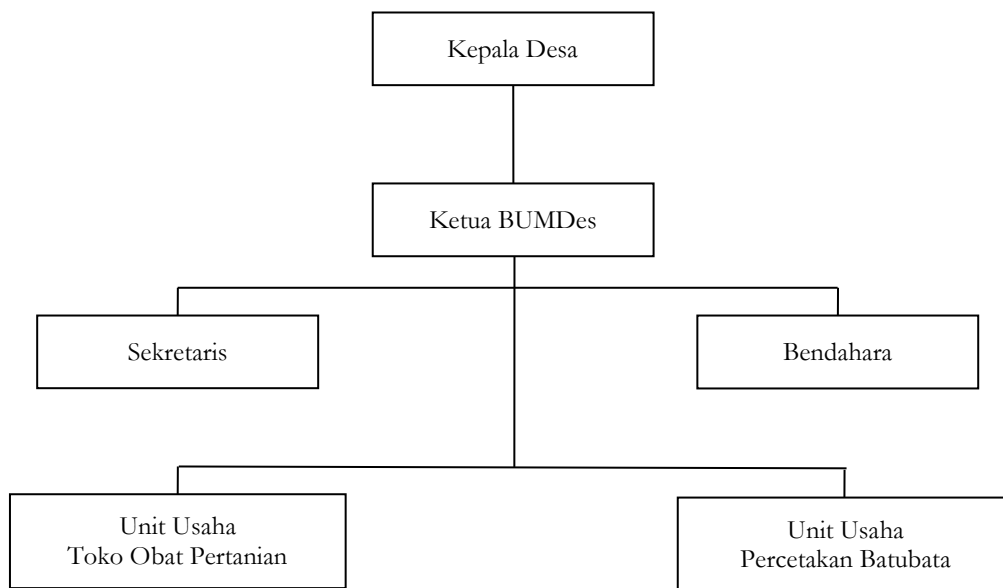 Kepala Desa
Ketua BUMDes
Sekretaris
Bendahara
Unit Usaha
Toko Obat Pertanian
Unit Usaha
Percetakan Batubata